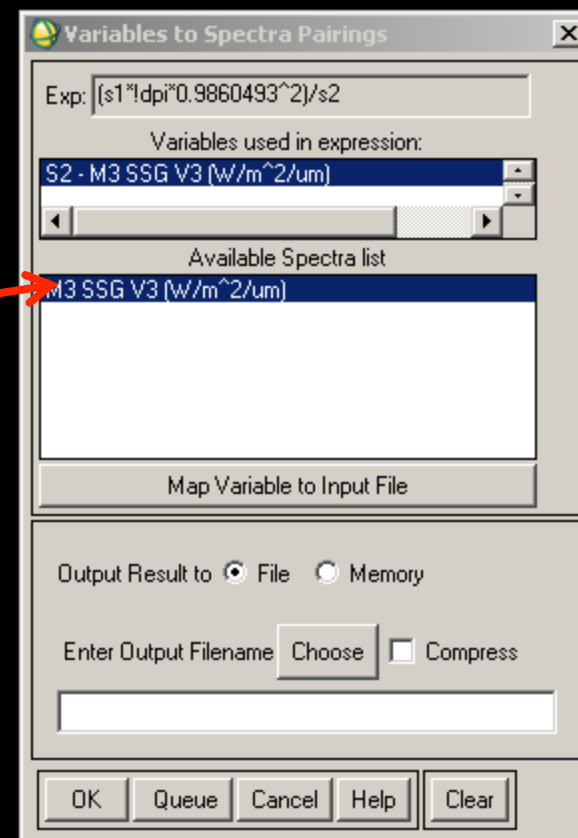 Variables to Spectra Pairings
Exp: (s1*!dpi*0.9860493^2)/s2
Variables used in expression:
S2 - M3 SSG V3 (W/m^2/um)
Available Spectra list
M3 SSG V3 (W/m^2/um)
Map Variable to Input File
Output Result to File Memory
Enter Output Filename Choose Compress
OK Queue Cancel Help Clear